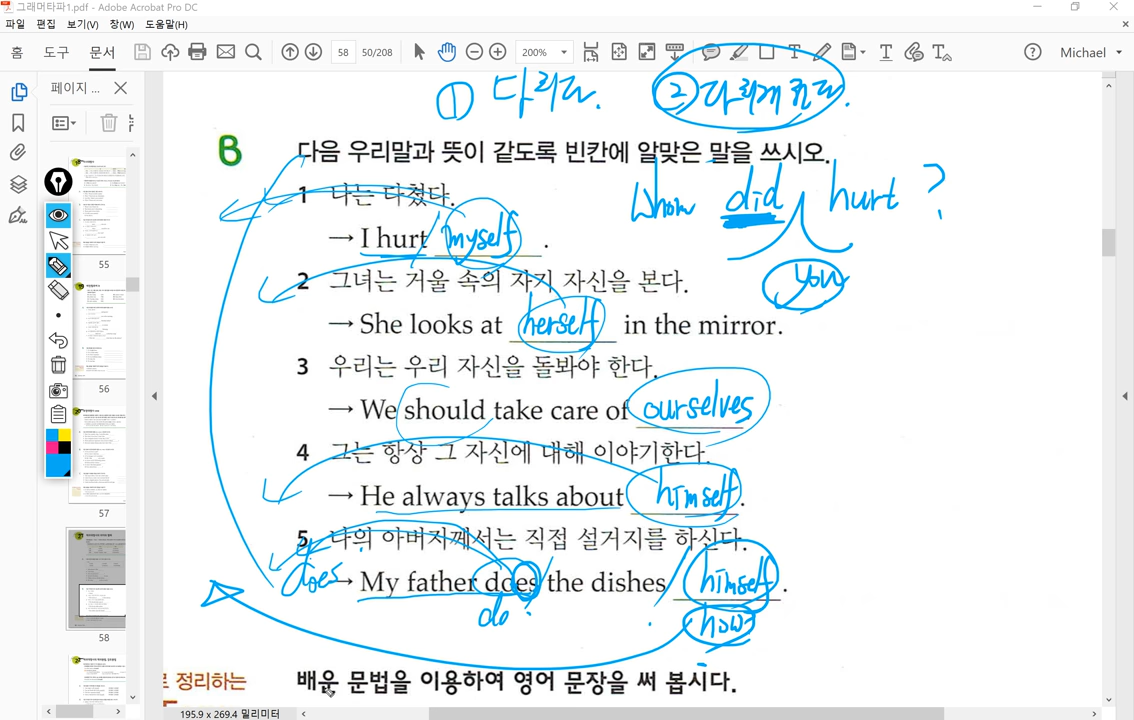 그래머타파1.pdf - Adobe Acrobat Pro DC
파일 편집 보기(V) 창(W) 도움말(H)
홈 도구 문서 58 50/208 200% Michael
페이지 ...
① 다치다. ② 다치게 한다.
B 다음 우리말과 뜻이 같도록 빈칸에 알맞은 말을 쓰시오.
1 나는 다쳤다.
Whom did you hurt ?
→ I hurt myself .
2 그녀는 거울 속의 자기 자신을 본다.
→ She looks at herself in the mirror.
3 우리는 우리 자신을 돌봐야 한다.
→ We should take care of ourselves
4 그는 항상 그 자신에 대해 이야기한다.
→ He always talks about himself .
5 나의 아버지께서는 직접 설거지를 하신다.
does → My father does the dishes himself .
do how
로 정리하는 배운 문법을 이용하여 영어 문장을 써 봅시다.
55
56
57
58
195.9 x 269.4 밀리미터